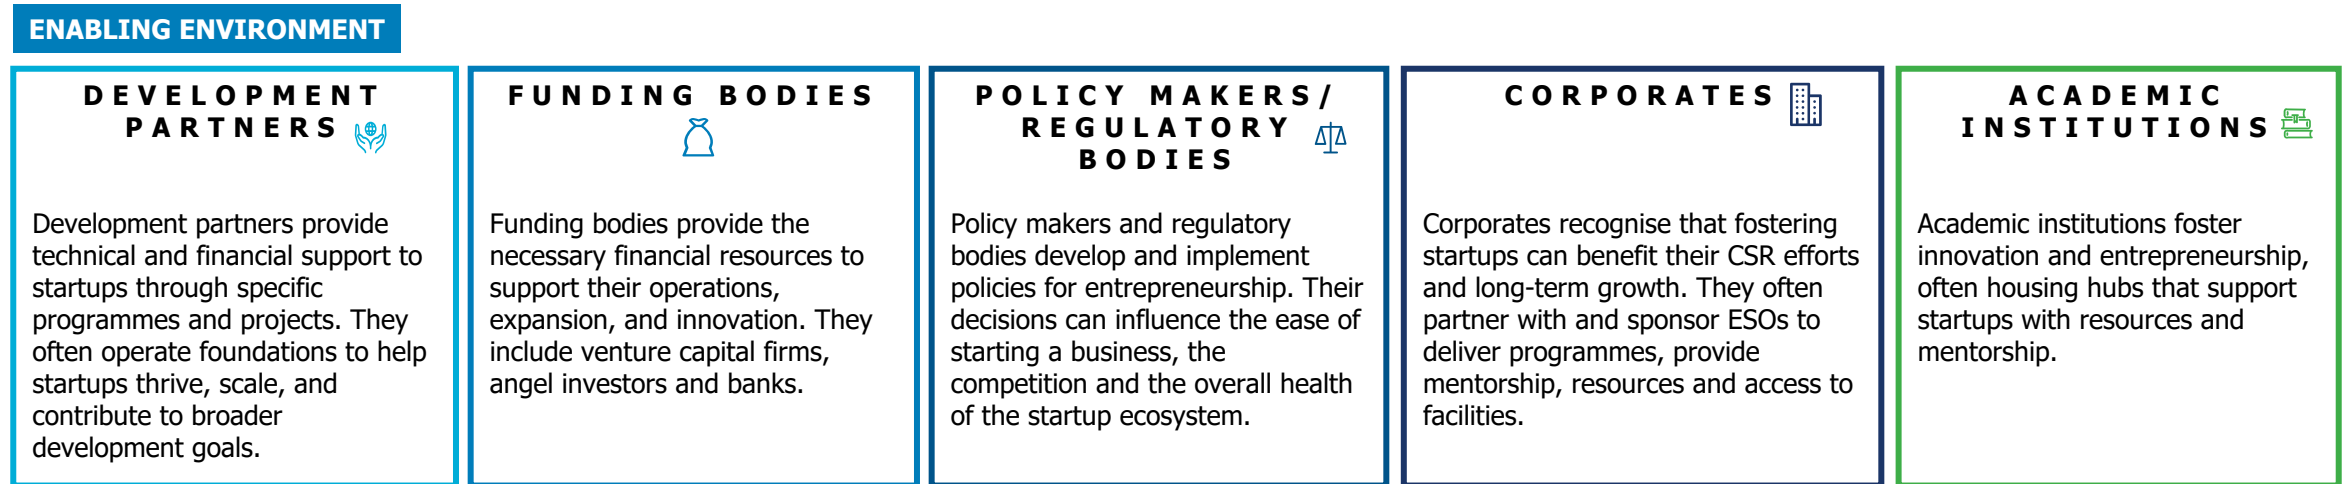 ENABLING ENVIRONMENT
DEVELOPMENT
PARTNERS
Development partners provide
technical and financial support to
startups through specific
programmes and projects. They
often operate foundations to help
startups thrive, scale, and
contribute to broader
development goals.
FUNDING BODIES
Funding bodies provide the
necessary financial resources to
support their operations,
expansion, and innovation. They
include venture capital firms,
angel investors and banks.
POLICY MAKERS/
REGULATORY
BODIES
Policy makers and regulatory
bodies develop and implement
policies for entrepreneurship. Their
decisions can influence the ease of
starting a business, the
competition and the overall health
of the startup ecosystem.
CORPORATES
Corporates recognise that fostering
startups can benefit their CSR efforts
and long-term growth. They often
partner with and sponsor ESOs to
deliver programmes, provide
mentorship, resources and access to
facilities.
ACADEMIC
INSTITUTIONS
Academic institutions foster
innovation and entrepreneurship,
often housing hubs that support
startups with resources and
mentorship.